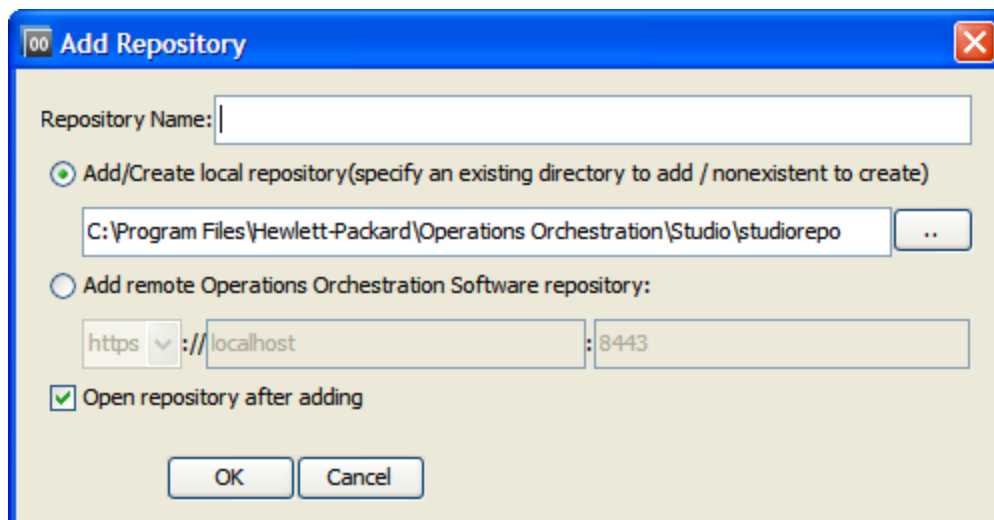 00 Add Repository
Repository Name:
Add/Create local repository(specify an existing directory to add / nonexistent to create)
C:\Program Files\Hewlett-Packard\Operations Orchestration\Studio\studiorepo ..
Add remote Operations Orchestration Software repository:
https :// localhost : 8443
Open repository after adding
OK Cancel